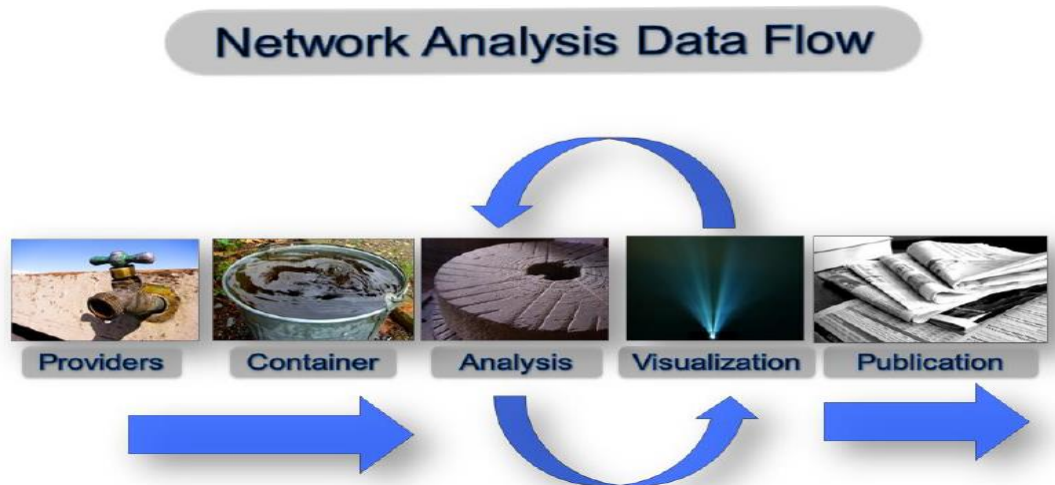 Network Analysis Data Flow
Providers
Container
Analysis
Visualization
Publication